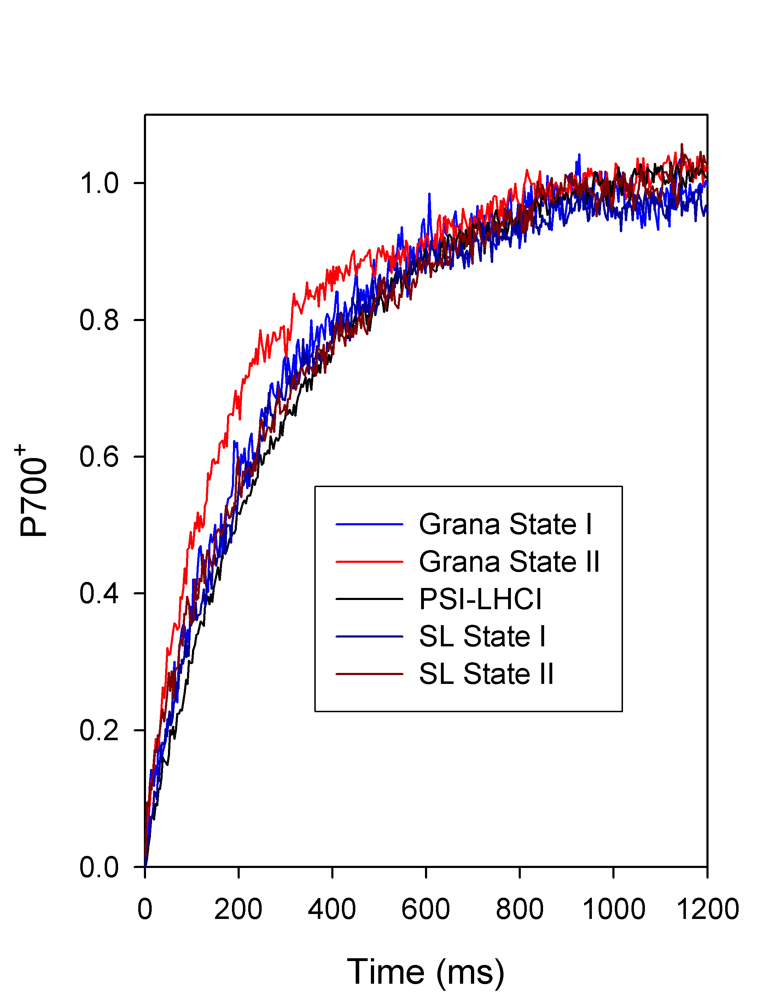 P700+
1.0
0.8
0.6
0.4
0.2
0.0
Grana State I
Grana State II
PSI-LHCI
SL State I
SL State II
0 200 400 600 800 1000 1200
Time (ms)